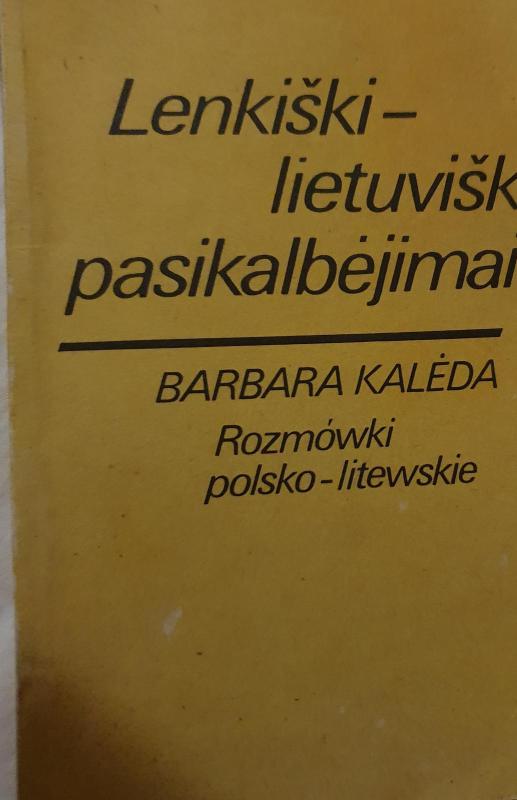 Lenkiški–
lietuvišk
pasikalbėjimai
BARBARA KALĖDA
Rozmówki
polsko-litewskie